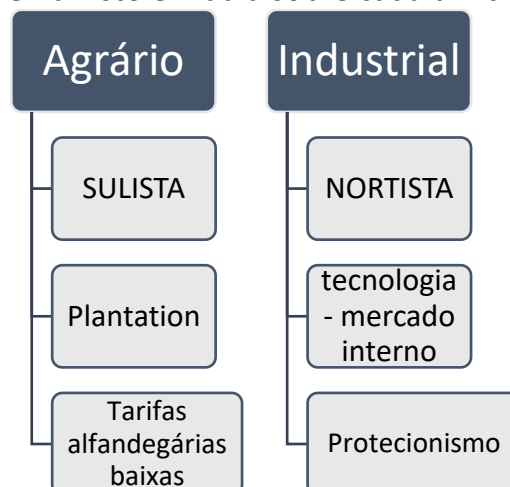 Agrário
SULISTA
Plantation
Tarifas
alfandegárias
baixas
Industrial
NORTISTA
tecnologia
- mercado
interno
Protecionismo